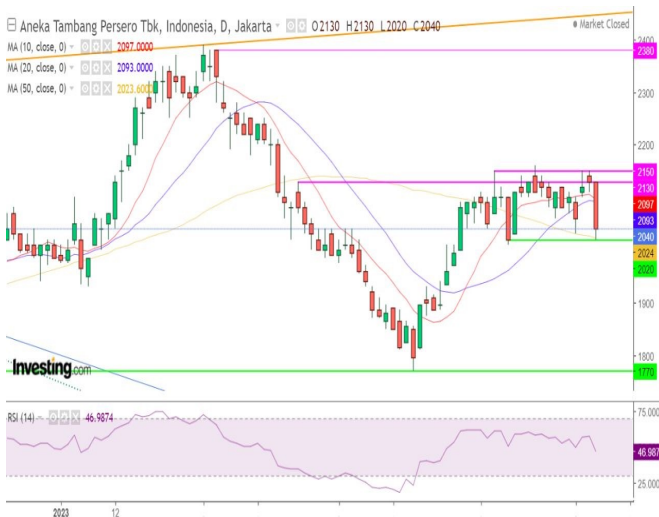 Aneka Tambang Persero Tbk, Indonesia, D, Jakarta O2130 H2130 L2020 C2040
Market Closed
MA (10, close, 0) 2097.0000
MA (20, close, 0) 2093.0000
MA (50, close, 0) 2023.6000
2400
2380
2300
2200
2150
2130
2097
2093
2040
2024
2020
1900
1800
1770
Investing.com
RSI (14) 46.9874
75.000
46.987
25.000
2023 12